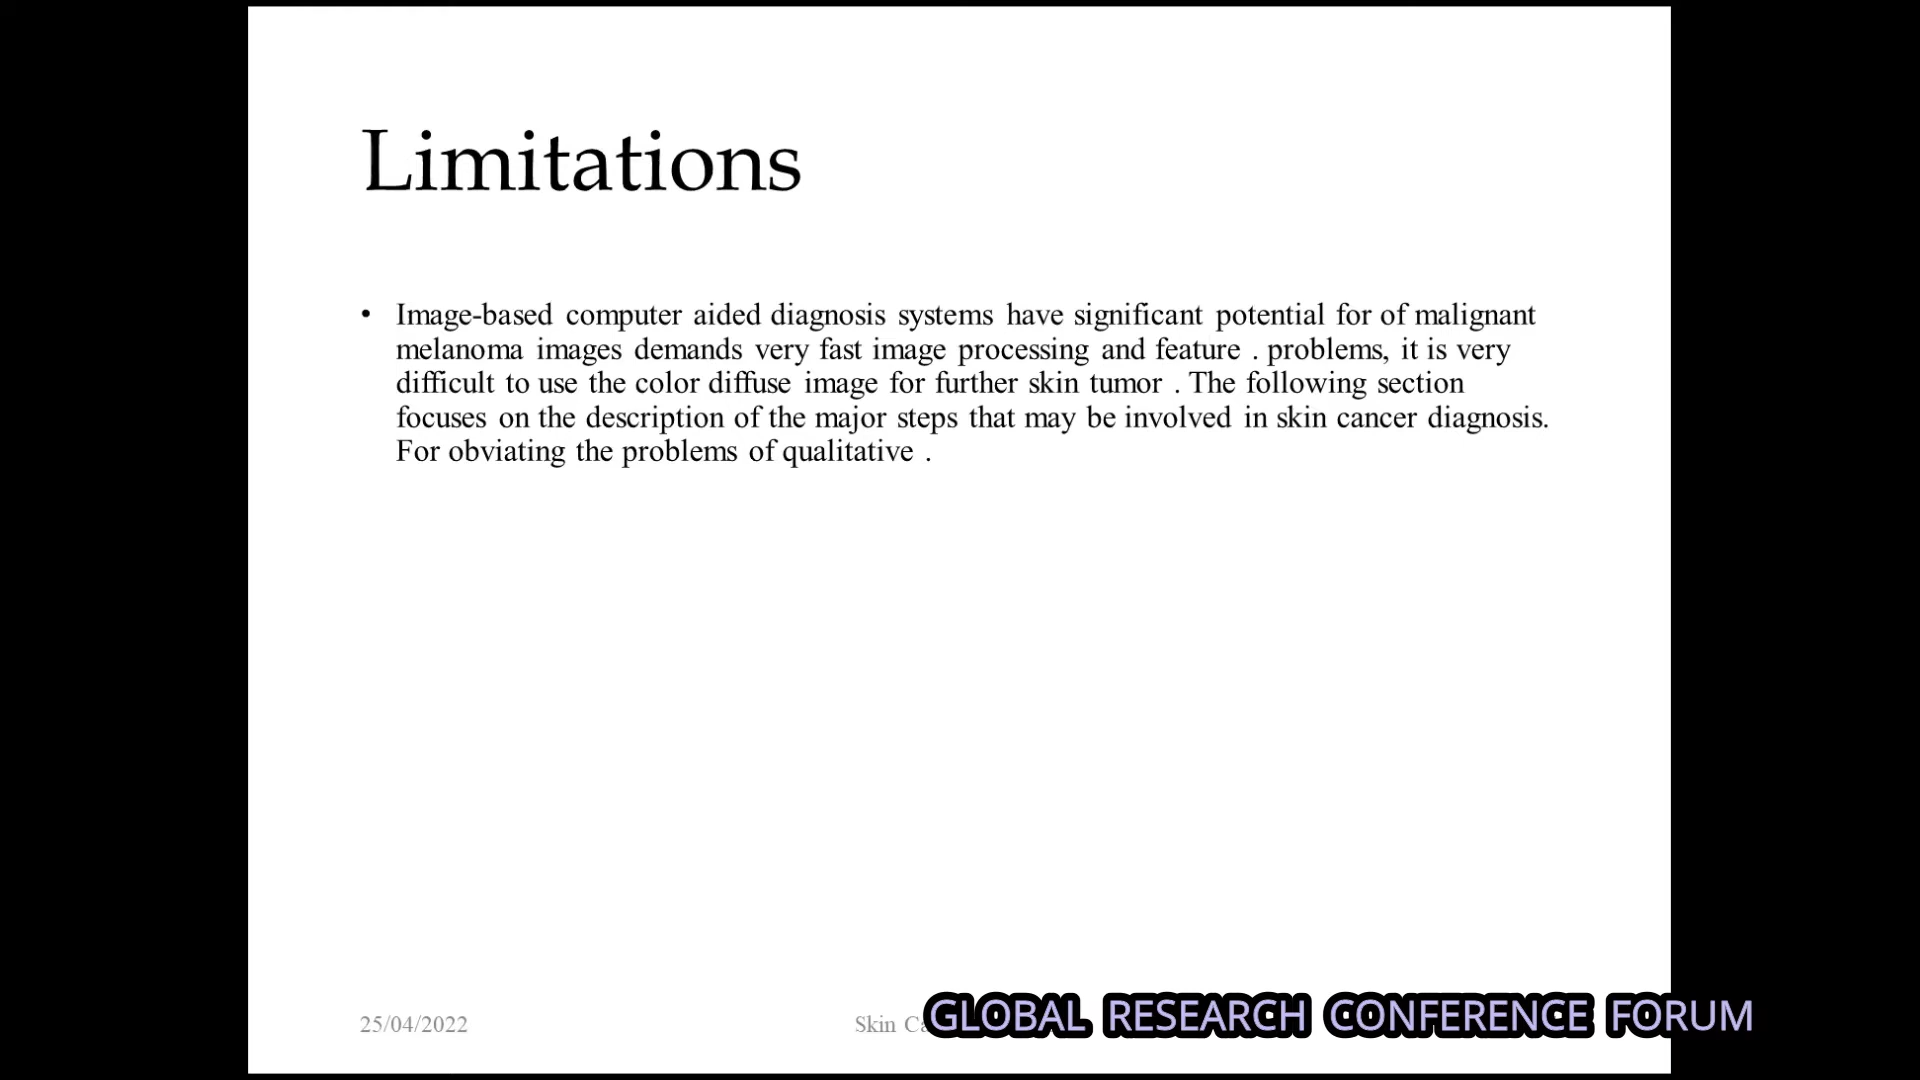 Limitations
• Image-based computer aided diagnosis systems have significant potential for of malignant
melanoma images demands very fast image processing and feature . problems, it is very
difficult to use the color diffuse image for further skin tumor . The following section
focuses on the description of the major steps that may be involved in skin cancer diagnosis.
For obviating the problems of qualitative .
25/04/2022
Skin
GLOBAL RESEARCH CONFERENCE FORUM